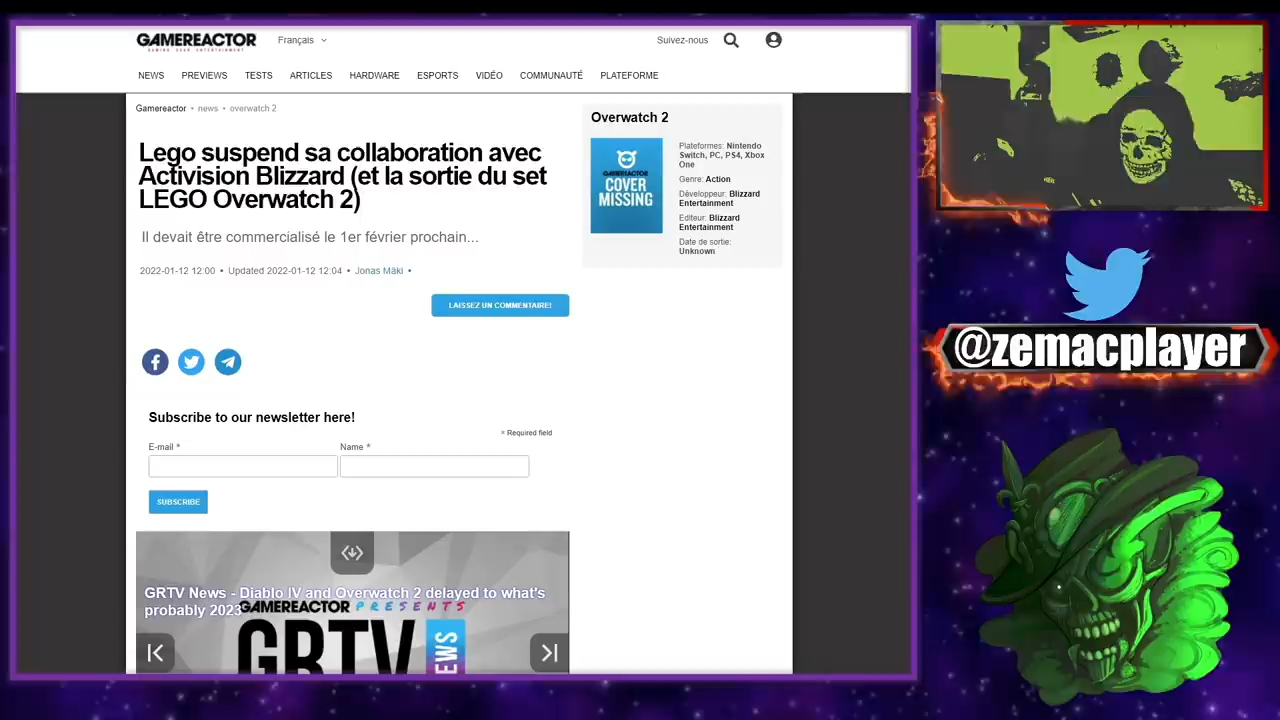 GAMEREACTOR
Français
Suivez-nous
NEWS PREVIEWS TESTS ARTICLES HARDWARE ESPORTS VIDÉO COMMUNAUTÉ PLATEFORME
Gamereactor • news • overwatch 2
Lego suspend sa collaboration avec
Activision Blizzard (et la sortie du set
LEGO Overwatch 2)
Il devait être commercialisé le 1er février prochain...
2022-01-12 12:00 • Updated 2022-01-12 12:04 • Jonas Mäki •
LAISSEZ UN COMMENTAIRE!
Subscribe to our newsletter here!
* Required field
E-mail * Name *
SUBSCRIBE
GRTV News - Diablo IV and Overwatch 2 delayed to what's
probably 2023
GAMEREACTOR PRESENTS
GRTV NEWS
Overwatch 2
GAMEREACTOR
COVER
MISSING
Plateformes: Nintendo
Switch, PC, PS4, Xbox
One
Genre: Action
Développeur: Blizzard
Entertainment
Editeur: Blizzard
Entertainment
Date de sortie:
Unknown
@zemacplayer